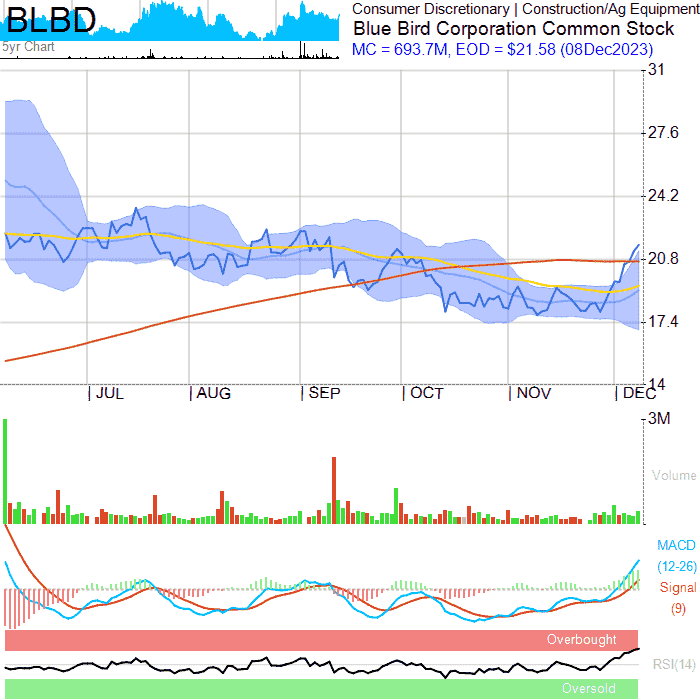 BLBD
5yr Chart
Consumer Discretionary | Construction/Ag Equipment
Blue Bird Corporation Common Stock
MC = 693.7M, EOD = $21.58 (08Dec2023)
31
27.6
24.2
20.8
17.4
14
JUL AUG SEP OCT NOV DEC
3M
Volume
MACD
(12-26)
Signal
(9)
Overbought
RSI(14)
Oversold